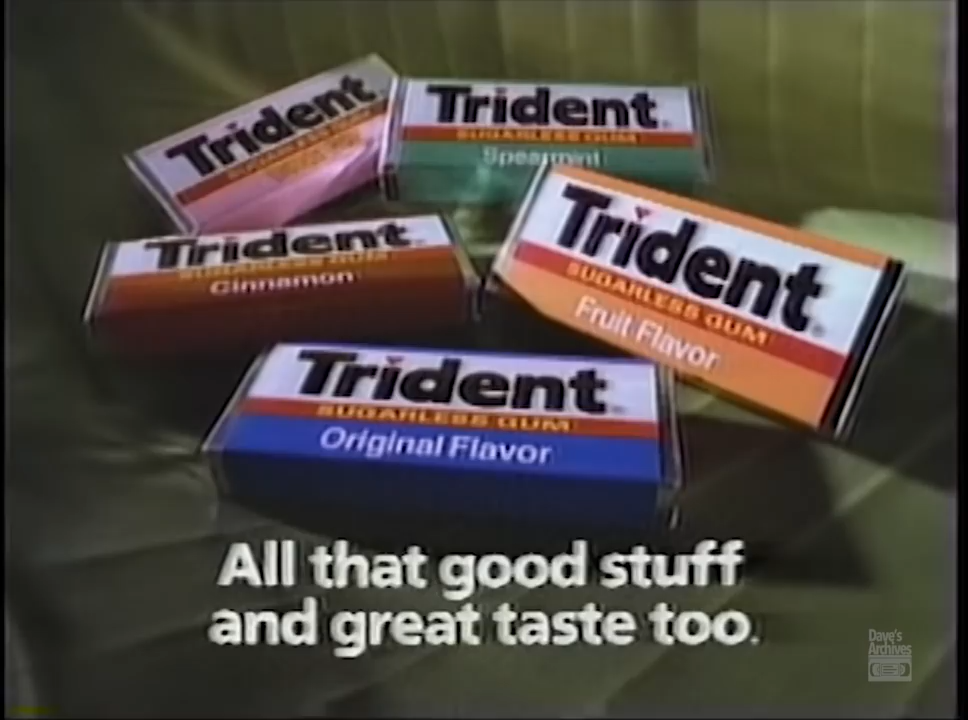 Trident
SUGARLESS GUM
Trident
SUGARLESS GUM
Spearmint
Trident
SUGARLESS GUM
Cinnamon
Trident
SUGARLESS GUM
Fruit Flavor
Trident
SUGARLESS GUM
Original Flavor
All that good stuff
and great taste too.
Dave's
Archives